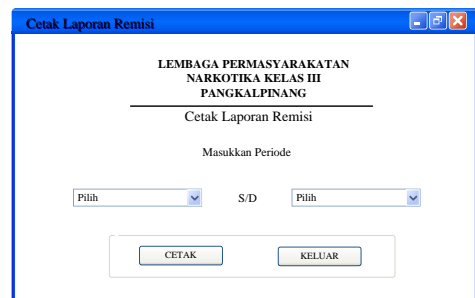 Cetak Laporan Remisi
LEMBAGA PERMASYARAKATAN
NARKOTIKA KELAS III
PANGKALPINANG
Cetak Laporan Remisi
Masukkan Periode
Pilih S/D Pilih
CETAK KELUAR